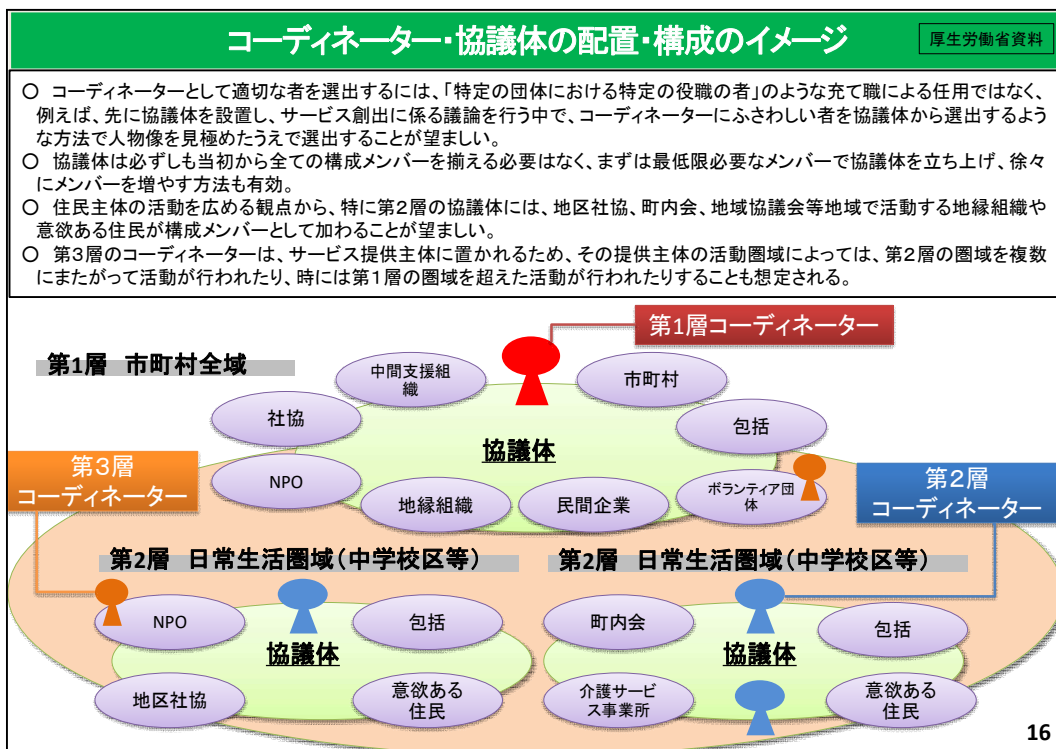 コーディネーター・協議体の配置・構成のイメージ
厚生労働省資料
○ コーディネーターとして適切な者を選出するには、「特定の団体における特定の役職の者」のような充て職による任用ではなく、
例えば、先に協議体を設置し、サービス創出に係る議論を行う中で、コーディネーターにふさわしい者を協議体から選出するよう
な方法で人物像を見極めたうえで選出することが望ましい。
○ 協議体は必ずしも当初から全ての構成メンバーを揃える必要はなく、まずは最低限必要なメンバーで協議体を立ち上げ、徐々
にメンバーを増やす方法も有効。
○ 住民主体の活動を広める観点から、特に第2層の協議体には、地区社協、町内会、地域協議会等地域で活動する地縁組織や
意欲ある住民が構成メンバーとして加わることが望ましい。
○ 第3層のコーディネーターは、サービス提供主体に置かれるため、その提供主体の活動圏域によっては、第2層の圏域を複数
にまたがって活動が行われたり、時には第1層の圏域を超えた活動が行われたりすることも想定される。
第1層コーディネーター
第1層 市町村全域
中間支援組
織
市町村
社協
包括
協議体
第3層
コーディネーター
NPO
地縁組織
民間企業
ボランティア団
体
第2層
コーディネーター
第2層 日常生活圏域(中学校区等)
第2層 日常生活圏域(中学校区等)
NPO
包括
協議体
地区社協
意欲ある
住民
町内会
包括
協議体
介護サービ
ス事業所
意欲ある
住民
16